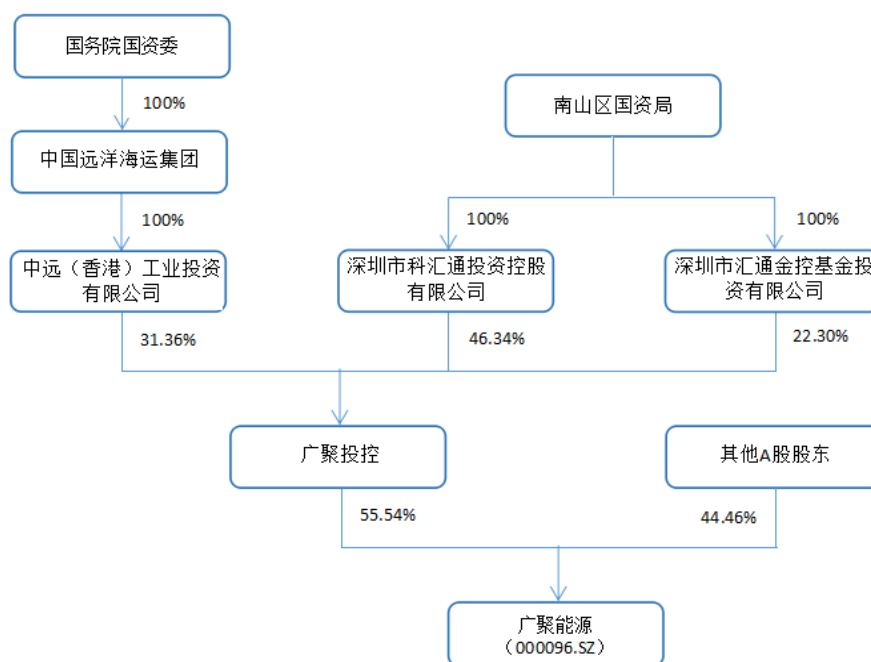 国务院国资委
100%
南山区国资局
中国远洋海运集团
100%
100%
100%
中远（香港）工业投资
有限公司
深圳市科汇通投资控股
有限公司
深圳市汇通金控基金投
资有限公司
31.36%
46.34%
22.30%
广聚投控
其他A股股东
55.54%
44.46%
广聚能源
（000096.SZ）